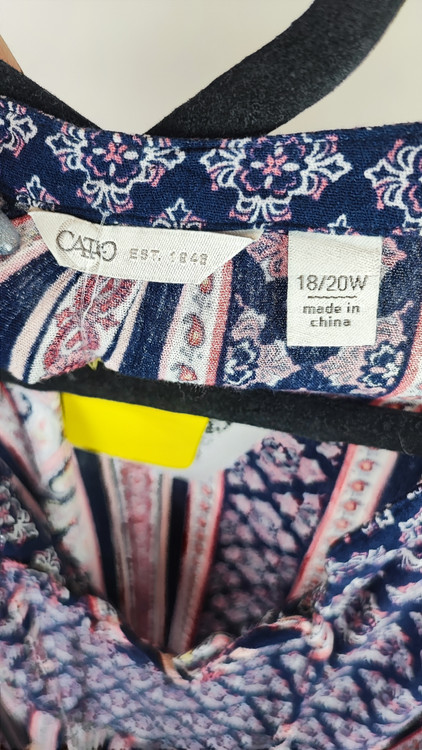 CATO EST. 1946
18/20W
made in
china